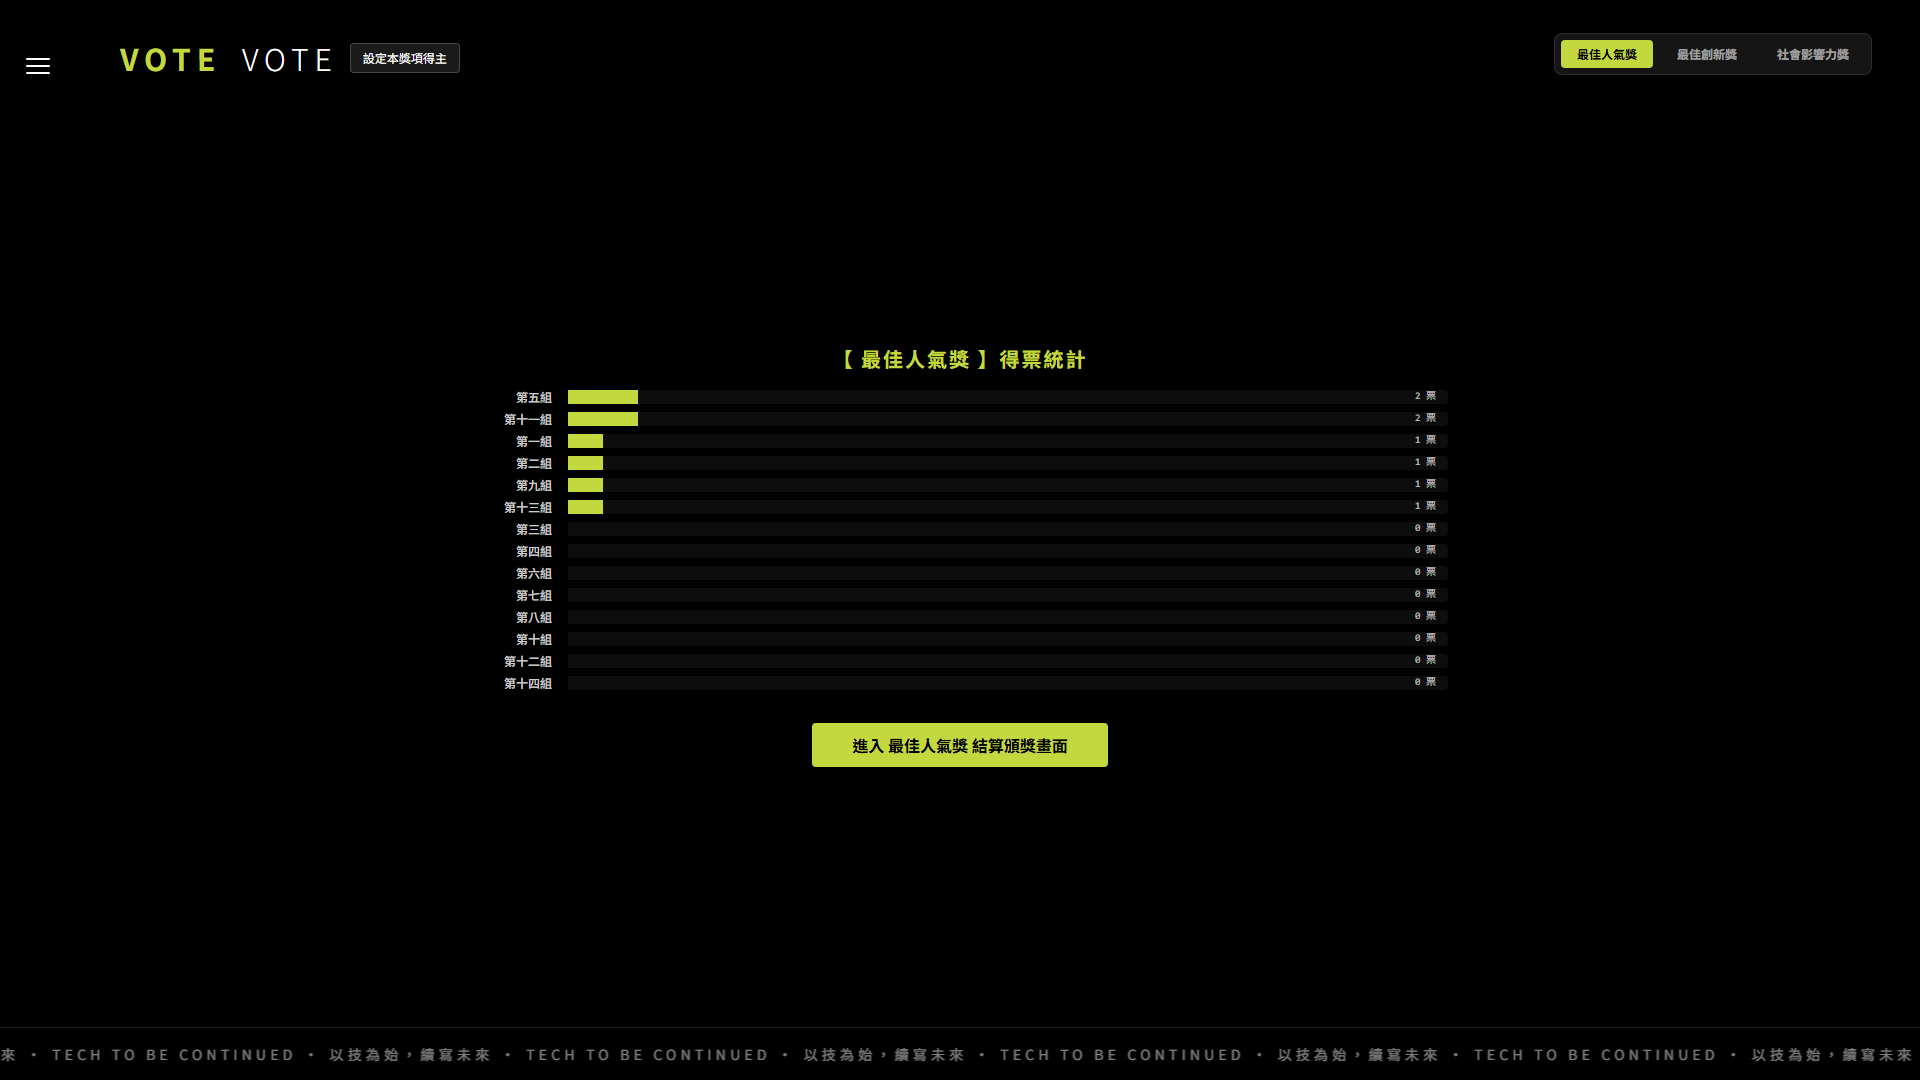 VOTE VOTE 設定本獎項得主
最佳人氣獎 最佳創新獎 社會影響力獎
【 最佳人氣獎 】得票統計
第五組 2 票
第十一組 2 票
第一組 1 票
第二組 1 票
第九組 1 票
第十三組 1 票
第三組 0 票
第四組 0 票
第六組 0 票
第七組 0 票
第八組 0 票
第十組 0 票
第十二組 0 票
第十四組 0 票
進入 最佳人氣獎 結算頒獎畫面
來 • TECH TO BE CONTINUED • 以技為始，續寫未來 • TECH TO BE CONTINUED • 以技為始，續寫未來 • TECH TO BE CONTINUED • 以技為始，續寫未來 • TECH TO BE CONTINUED • 以技為始，續寫未來